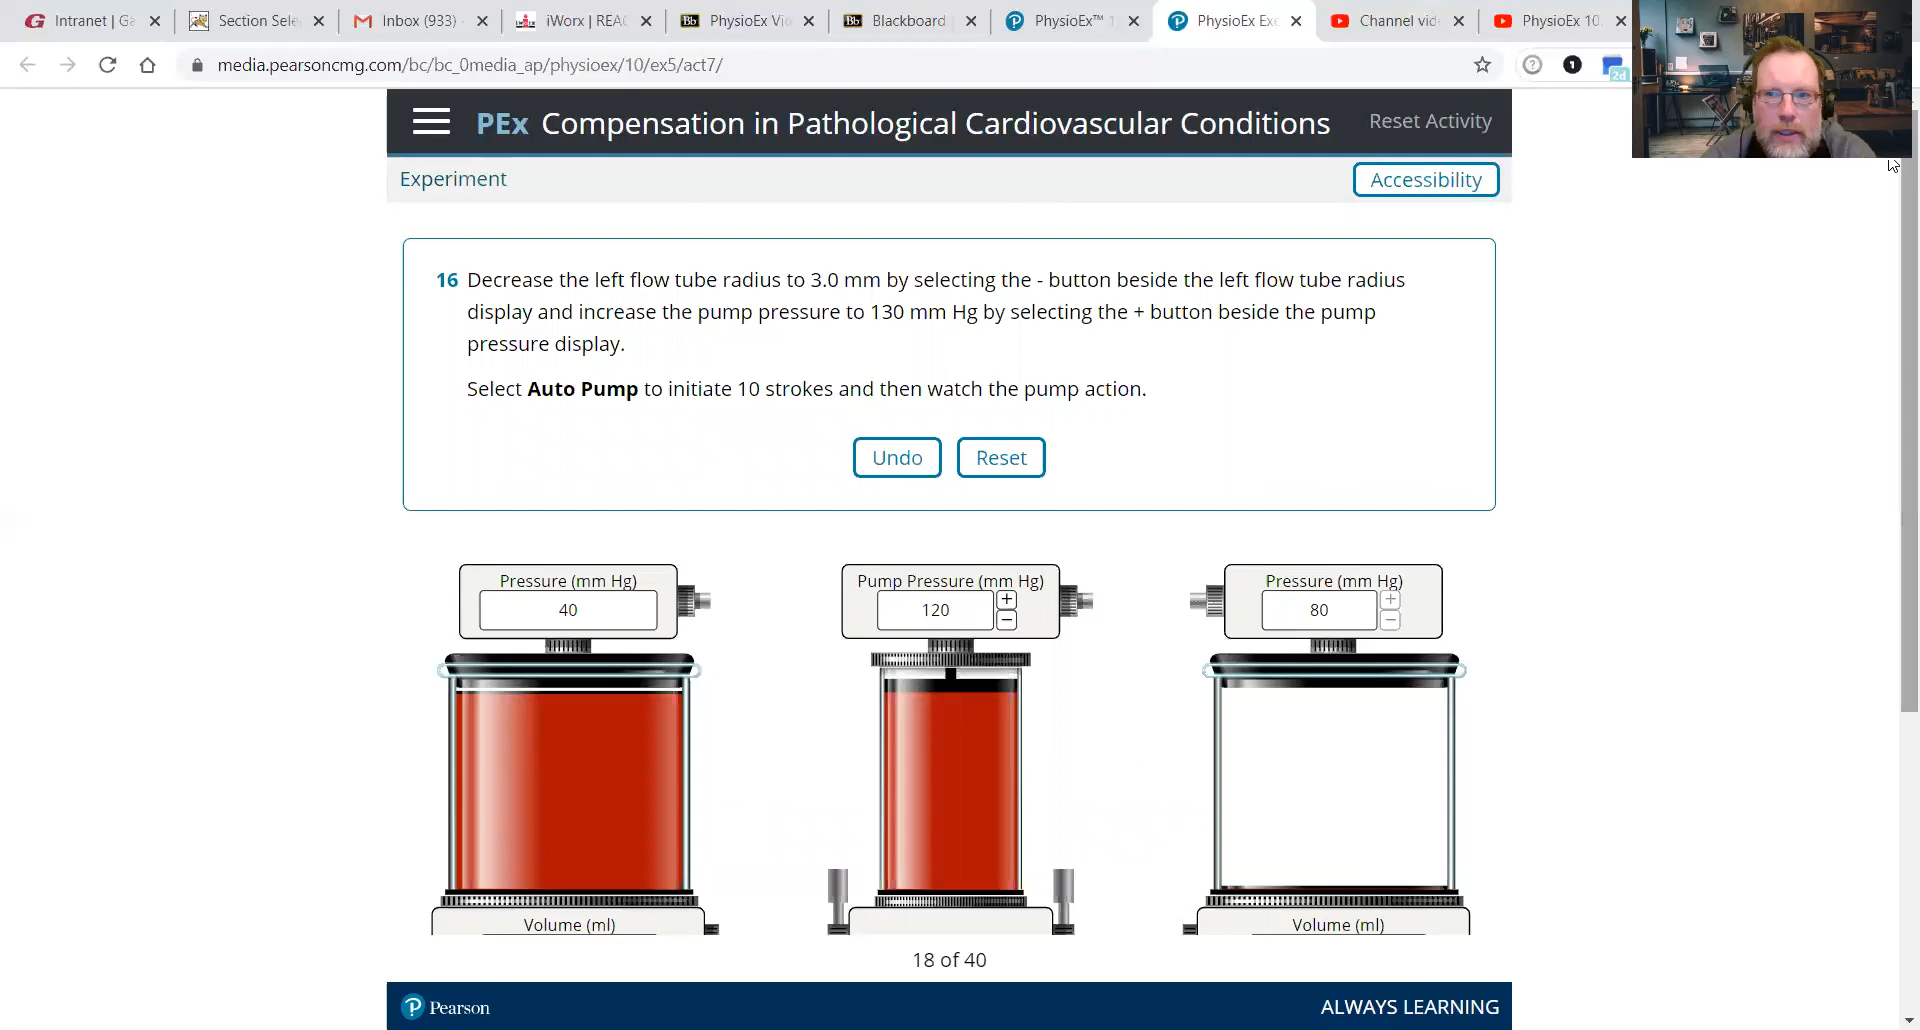 Intranet | Ga
Section Sele
Inbox (933) -
iWorx | REA
PhysioEx Vi
Blackboard
PhysioEx™ 1
PhysioEx Exe
Channel vid
PhysioEx 10.
media.pearsoncmg.com/bc/bc_0media_ap/physioex/10/ex5/act7/
2d
PEx Compensation in Pathological Cardiovascular Conditions
Reset Activity
Experiment
Accessibility
16 Decrease the left flow tube radius to 3.0 mm by selecting the - button beside the left flow tube radius
display and increase the pump pressure to 130 mm Hg by selecting the + button beside the pump
pressure display.
Select Auto Pump to initiate 10 strokes and then watch the pump action.
Undo
Reset
Pressure (mm Hg)
40
Pump Pressure (mm Hg)
120
+
-
Pressure (mm Hg)
80
+
-
Volume (ml)
Volume (ml)
18 of 40
Pearson
ALWAYS LEARNING